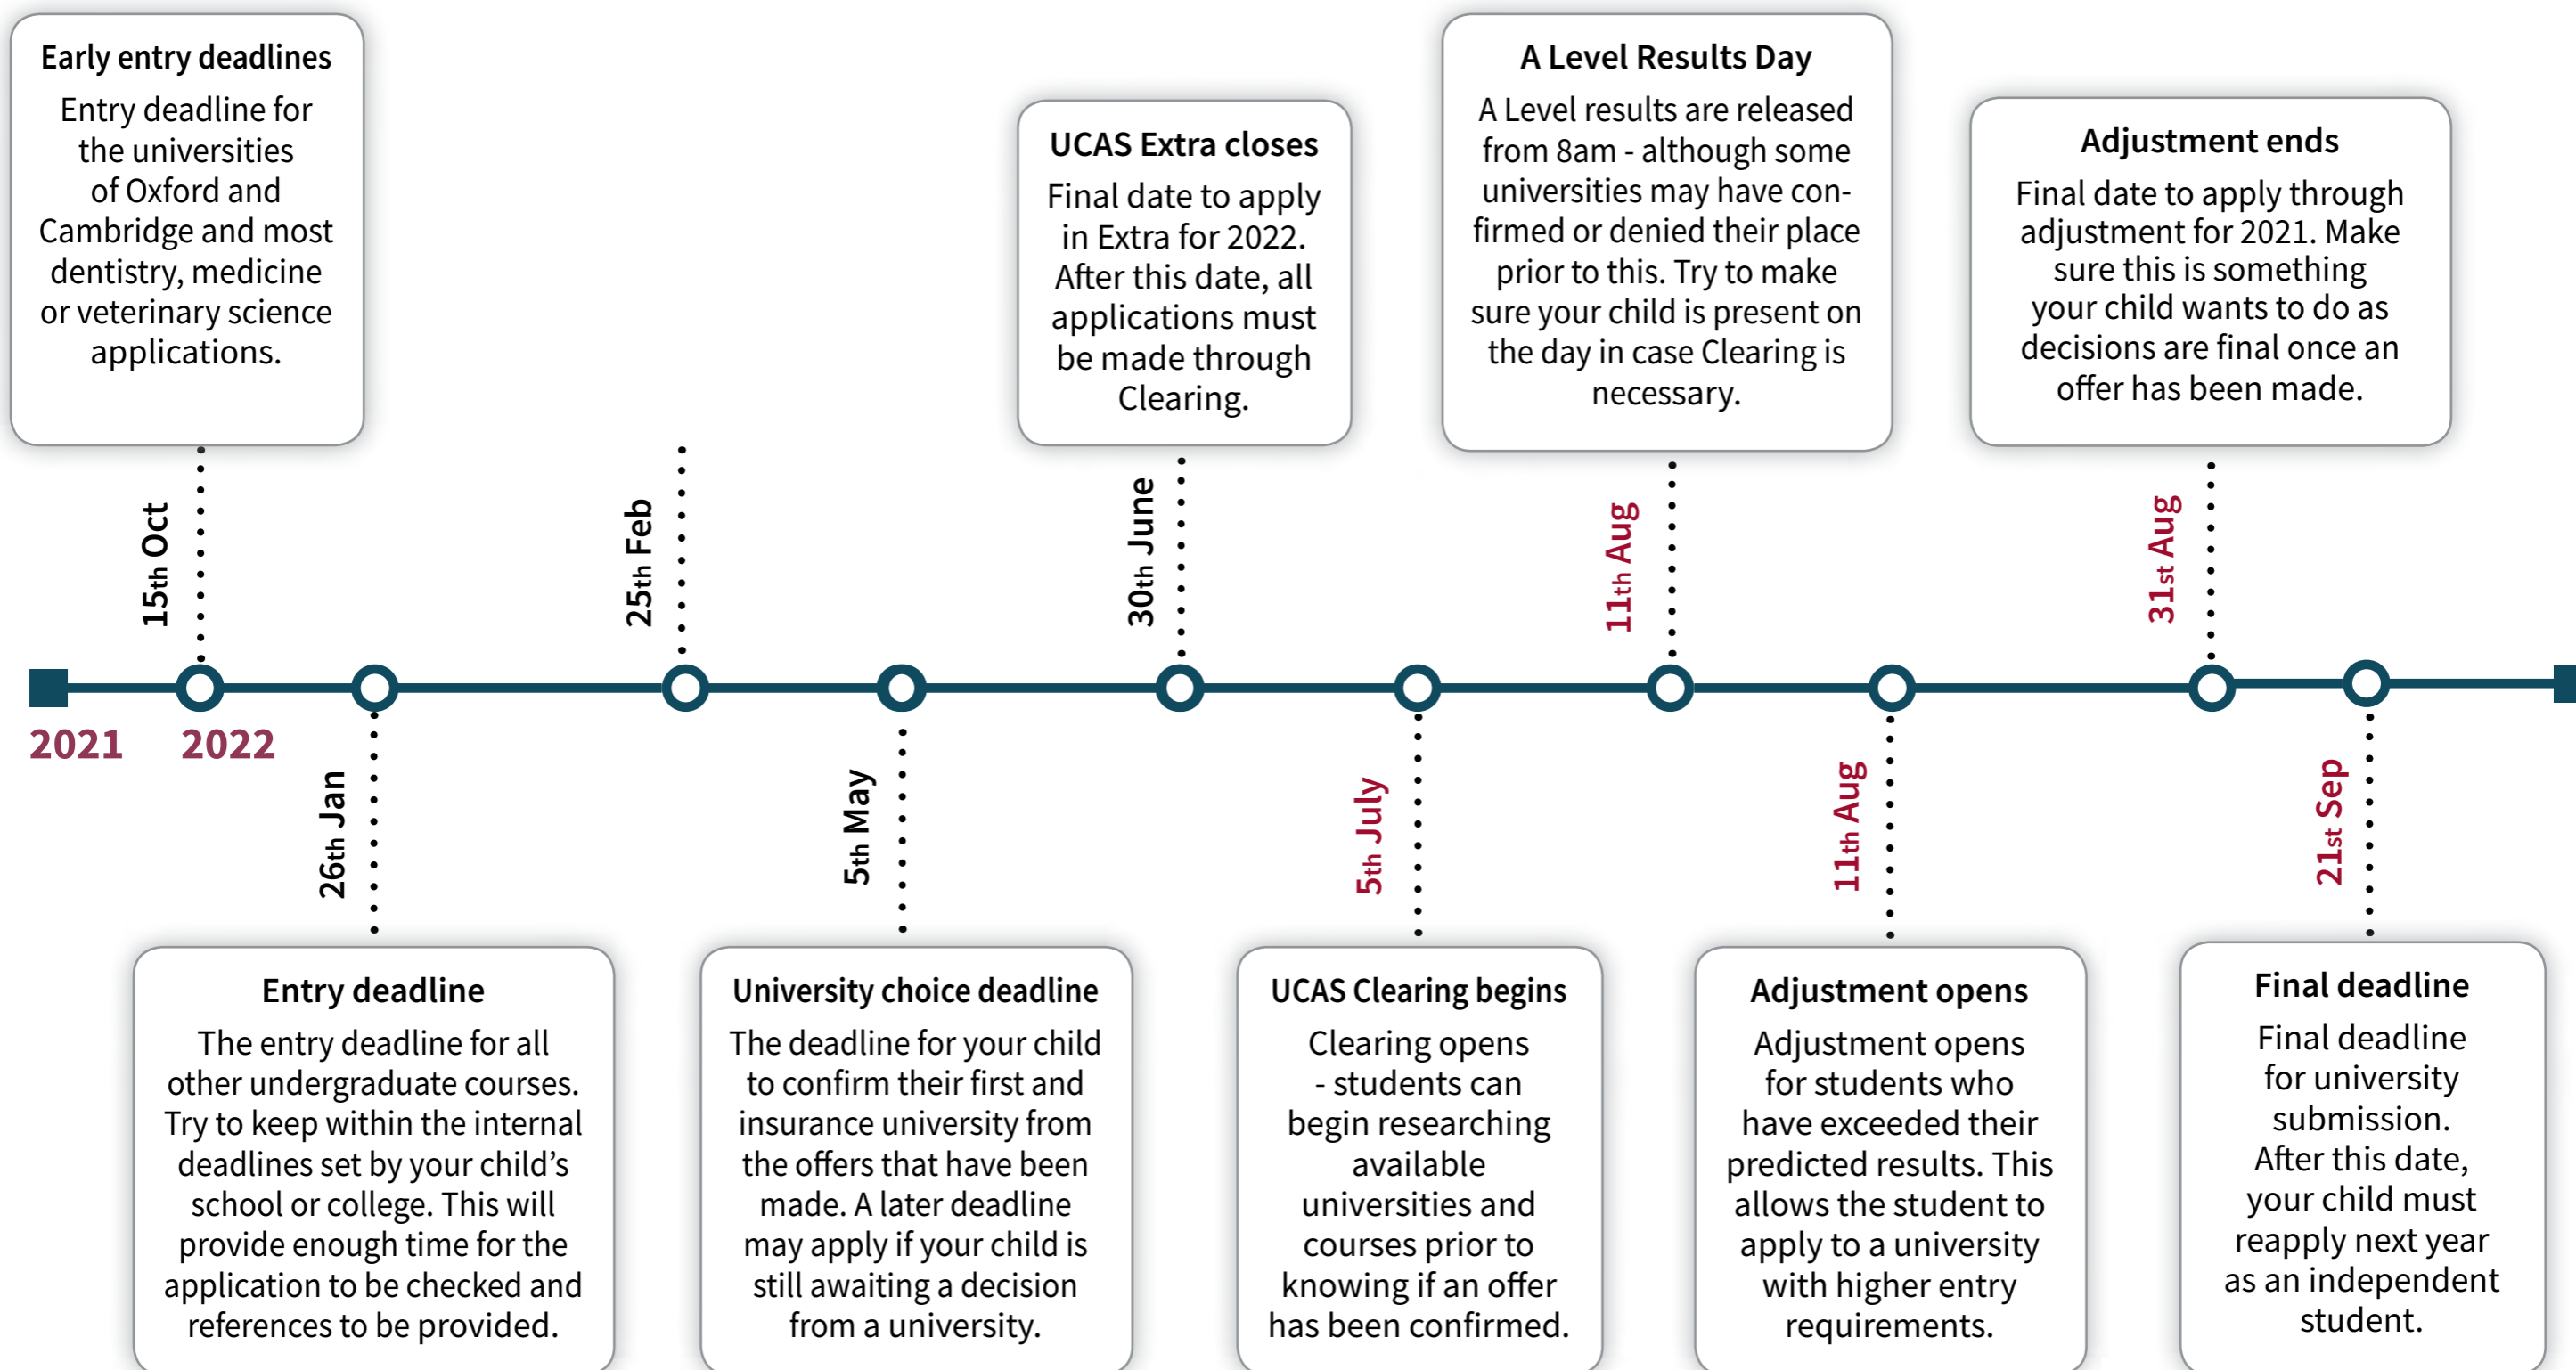 Early entry deadlines
Entry deadline for
the universities
of Oxford and
Cambridge and most
dentistry, medicine
or veterinary science
applications.
UCAS Extra closes
Final date to apply
in Extra for 2022.
After this date, all
applications must
be made through
Clearing.
A Level Results Day
A Level results are released
from 8am - although some
universities may have con-
firmed or denied their place
prior to this. Try to make
sure your child is present on
the day in case Clearing is
necessary.
Adjustment ends
Final date to apply through
adjustment for 2021. Make
sure this is something
your child wants to do as
decisions are final once an
offer has been made.
15th Oct
25th Feb
30th June
11th Aug
31st Aug
2021
2022
26th Jan
5th May
5th July
11th Aug
21st Sep
Entry deadline
The entry deadline for all
other undergraduate courses.
Try to keep within the internal
deadlines set by your child’s
school or college. This will
provide enough time for the
application to be checked and
references to be provided.
University choice deadline
The deadline for your child
to confirm their first and
insurance university from
the offers that have been
made. A later deadline
may apply if your child is
still awaiting a decision
from a university.
UCAS Clearing begins
Clearing opens
- students can
begin researching
available
universities and
courses prior to
knowing if an offer
has been confirmed.
Adjustment opens
Adjustment opens
for students who
have exceeded their
predicted results. This
allows the student to
apply to a university
with higher entry
requirements.
Final deadline
Final deadline
for university
submission.
After this date,
your child must
reapply next year
as an independent
student.